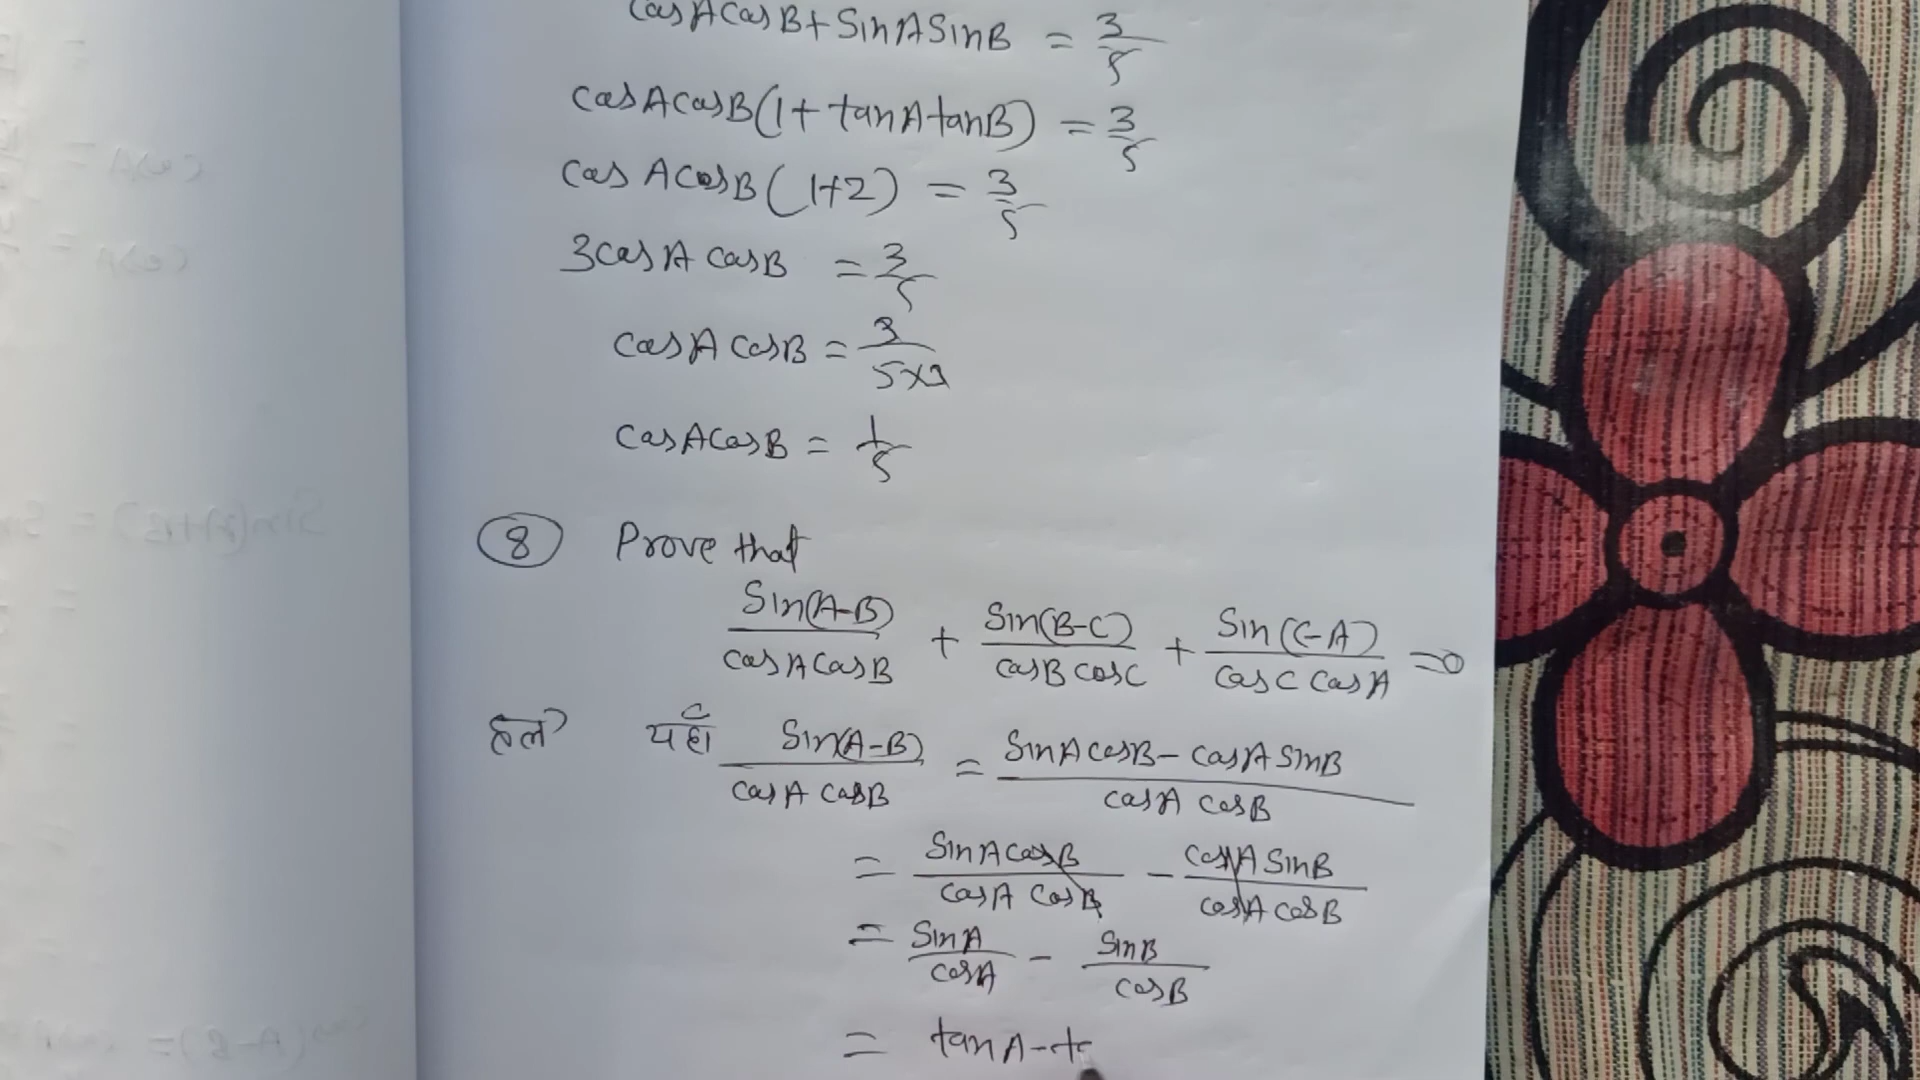 cosAcosB+SinASinB = 3/5
cosAcosB(1+tanAtanB) = 3/5
cosAcosB(1+2) = 3/5
3cosAcosB = 3/5
cosAcosB = 3/5×3
cosAcosB = 1/5
8 Prove that
Sin(A-B)/cosAcosB + Sin(B-C)/cosBcosC + Sin(C-A)/cosCcosA =0
हल यहाँ Sin(A-B)/cosAcosB = SinAcosB-cosASinB/cosAcosB
= SinAcosB/cosAcosB - cosASinB/cosAcosB
= SinA/cosA - SinB/cosB
= tanA-t